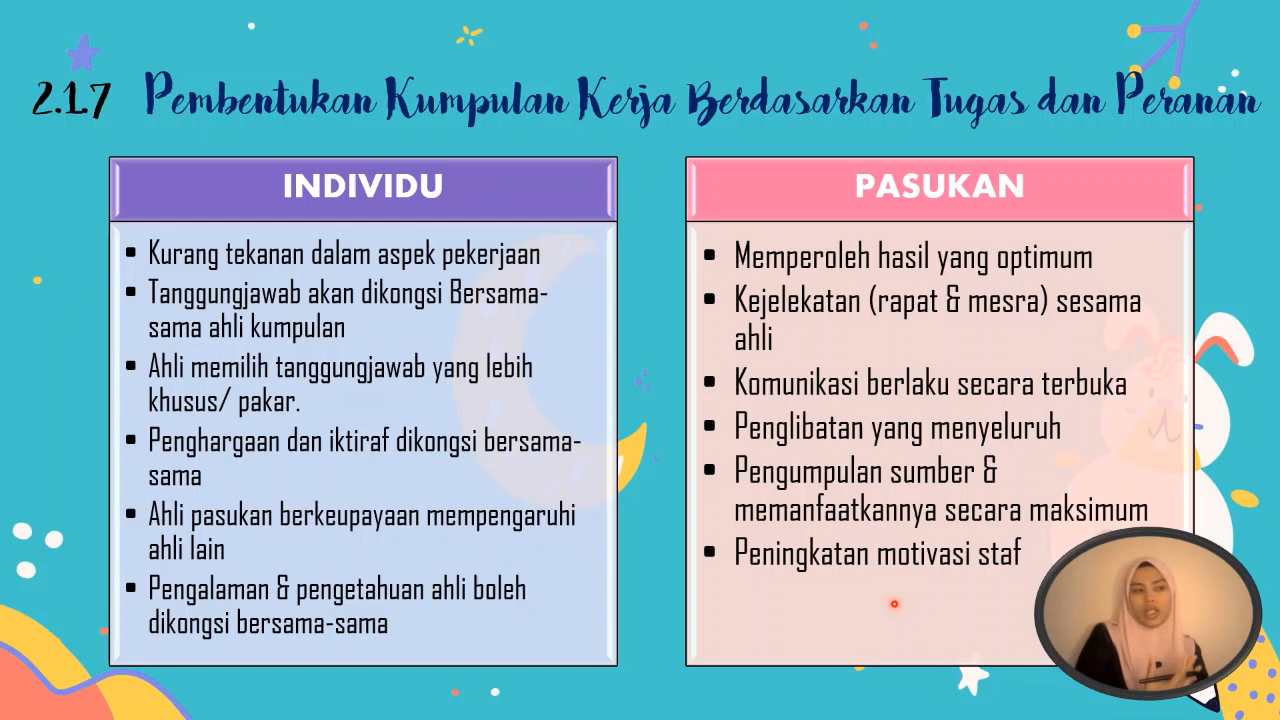 2.1.7 Pembentukan Kumpulan Kerja Berdasarkan Tugas dan Peranan
INDIVIDU
▪ Kurang tekanan dalam aspek pekerjaan
▪ Tanggungjawab akan dikongsi Bersama-
sama ahli kumpulan
▪ Ahli memilih tanggungjawab yang lebih
khusus/ pakar.
▪ Penghargaan dan iktiraf dikongsi bersama-
sama
▪ Ahli pasukan berkeupayaan mempengaruhi
ahli lain
▪ Pengalaman & pengetahuan ahli boleh
dikongsi bersama-sama
PASUKAN
▪ Memperoleh hasil yang optimum
▪ Kejelekatan (rapat & mesra) sesama
ahli
▪ Komunikasi berlaku secara terbuka
▪ Penglibatan yang menyeluruh
▪ Pengumpulan sumber &
memanfaatkannya secara maksimum
▪ Peningkatan motivasi staf